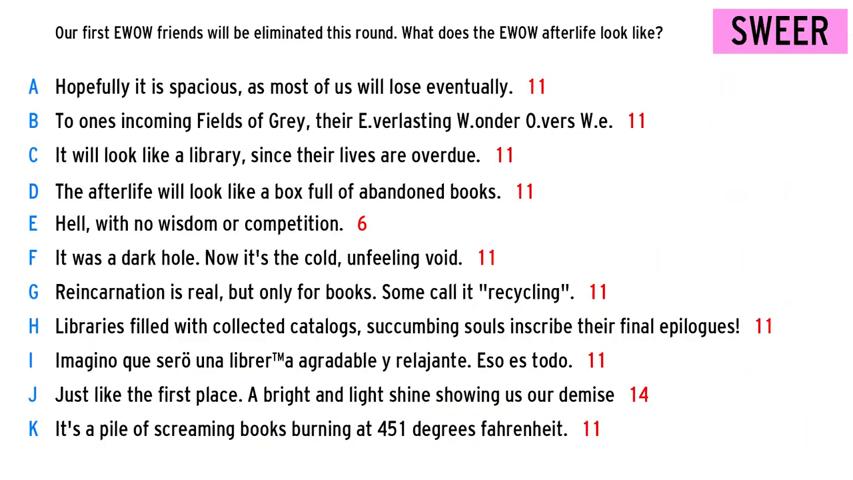 Our first EWOW friends will be eliminated this round. What does the EWOW afterlife look like?
SWEER
A Hopefully it is spacious, as most of us will lose eventually. 11
B To ones incoming Fields of Grey, their E.verlasting W.onder O.vers W.e. 11
C It will look like a library, since their lives are overdue. 11
D The afterlife will look like a box full of abandoned books. 11
E Hell, with no wisdom or competition. 6
F It was a dark hole. Now it's the cold, unfeeling void. 11
G Reincarnation is real, but only for books. Some call it "recycling". 11
H Libraries filled with collected catalogs, succumbing souls inscribe their final epilogues! 11
I Imagino que serö una librer™a agradable y relajante. Eso es todo. 11
J Just like the first place. A bright and light shine showing us our demise 14
K It's a pile of screaming books burning at 451 degrees fahrenheit. 11